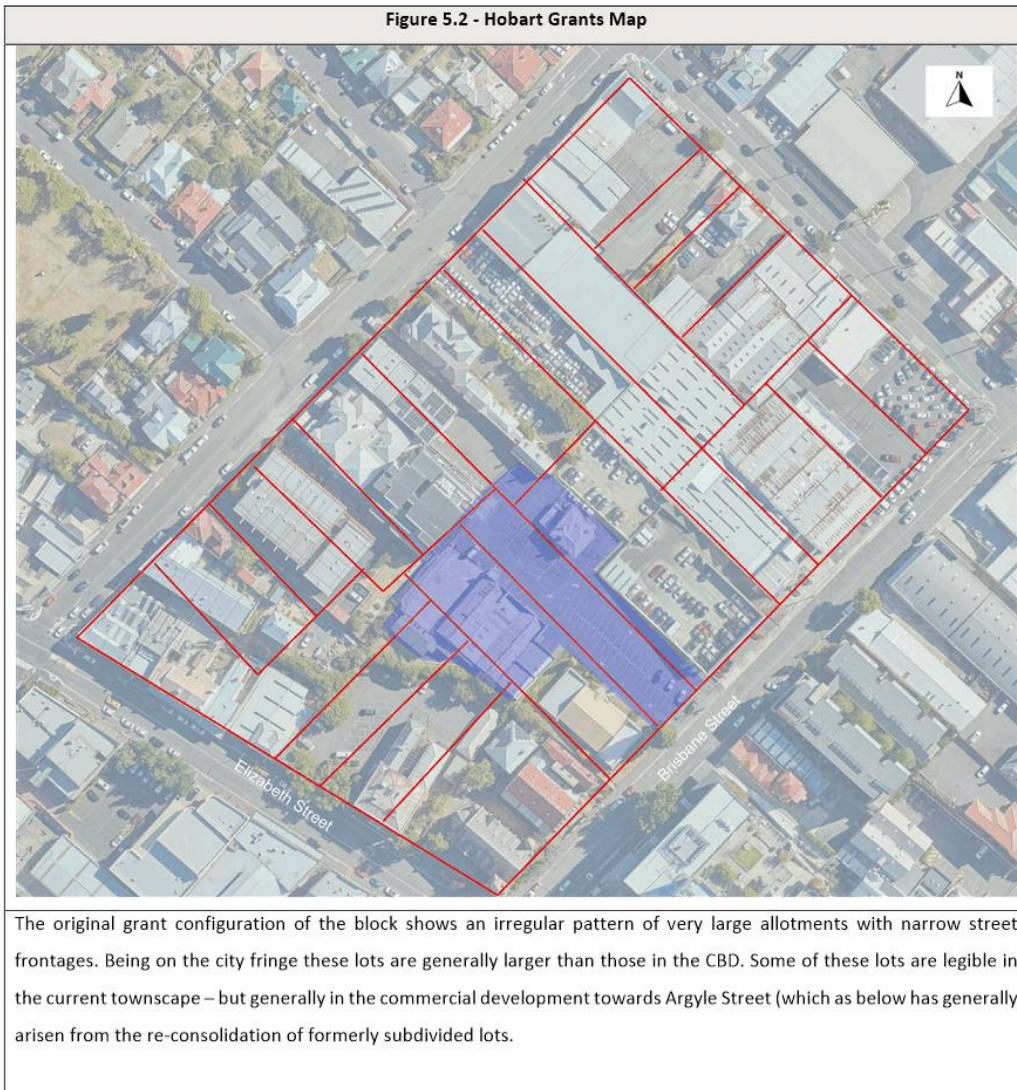 Figure 5.2 - Hobart Grants Map
N
Elizabeth Street
Brisbane Street
The original grant configuration of the block shows an irregular pattern of very large allotments with narrow street
frontages. Being on the city fringe these lots are generally larger than those in the CBD. Some of these lots are legible in
the current townscape – but generally in the commercial development towards Argyle Street (which as below has generally
arisen from the re-consolidation of formerly subdivided lots.